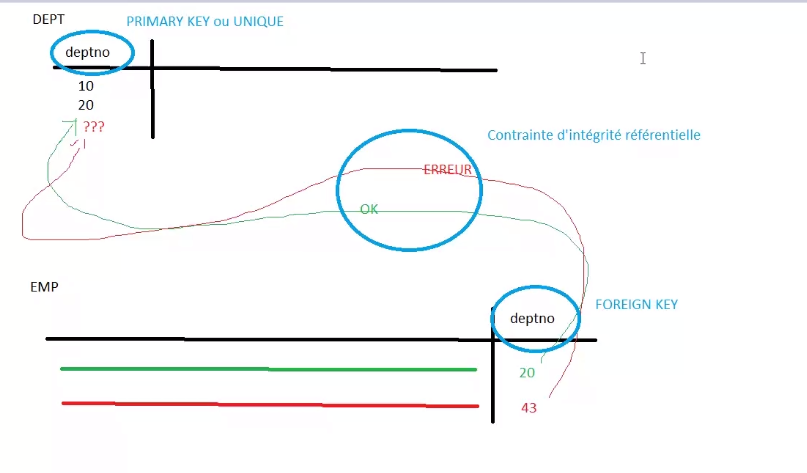 DEPT
PRIMARY KEY ou UNIQUE
deptno
10
20
???
Contrainte d'intégrité référentielle
ERREUR
OK
EMP
FOREIGN KEY
deptno
20
43